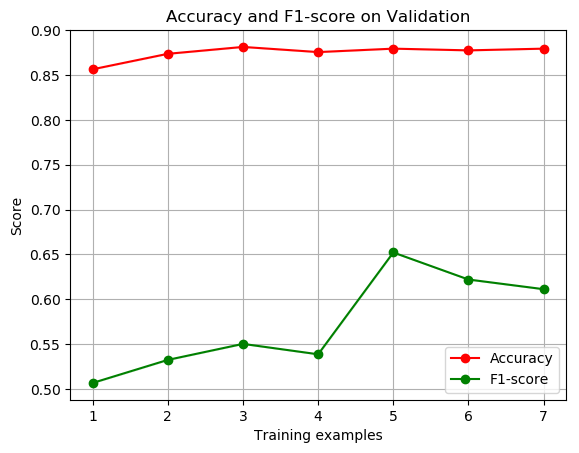 Accuracy and F1-score on Validation
0.90
0.85
0.80
0.75
0.70
0.65
0.60
0.55
0.50
Score
Accuracy
F1-score
1 2 3 4 5 6 7
Training examples